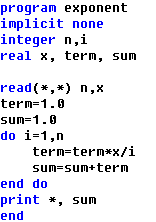 program exponent
implicit none
integer n,i
real x, term, sum
read(*,*) n,x
term=1.0
sum=1.0
do i=1,n
    term=term*x/i
    sum=sum+term
end do
print *, sum
end